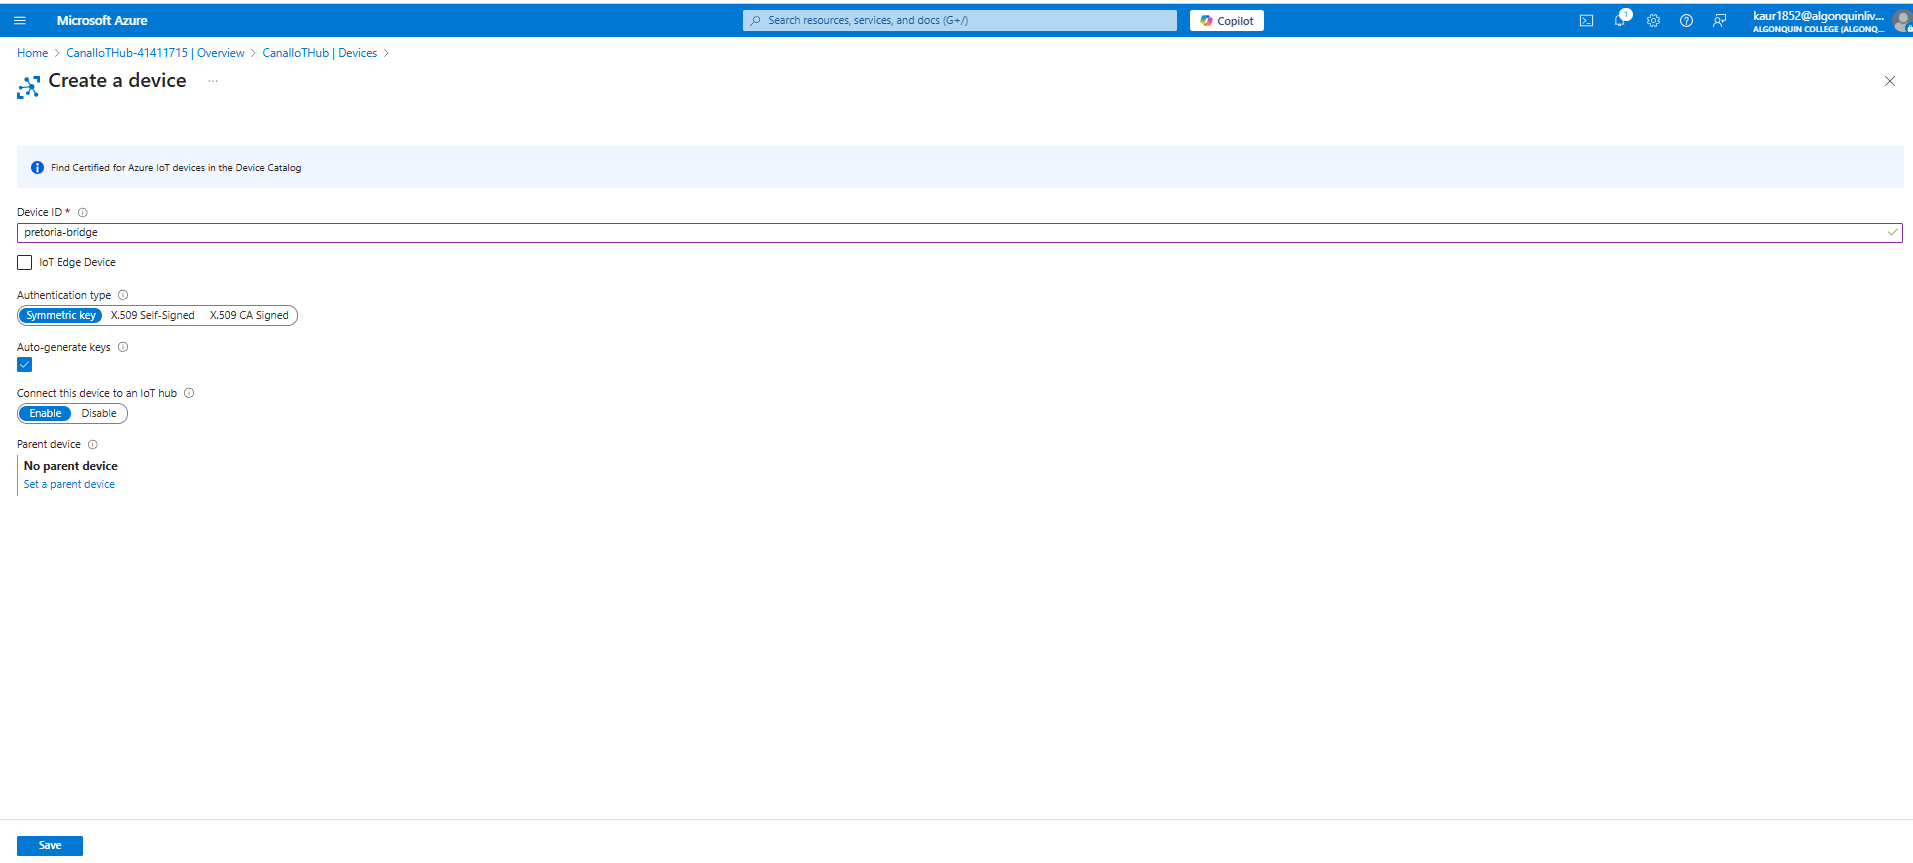 Microsoft Azure
Search resources, services, and docs (G+/)
Copilot
1
kaur1852@algonquinliv...
ALGONQUIN COLLEGE (ALGONQ...
Home > CanalIoTHub-41411715 | Overview > CanalIoTHub | Devices >
Create a device ...
Find Certified for Azure IoT devices in the Device Catalog
Device ID *
pretoria-bridge
IoT Edge Device
Authentication type
Symmetric key X.509 Self-Signed X.509 CA Signed
Auto-generate keys
Connect this device to an IoT hub
Enable Disable
Parent device
No parent device
Set a parent device
Save